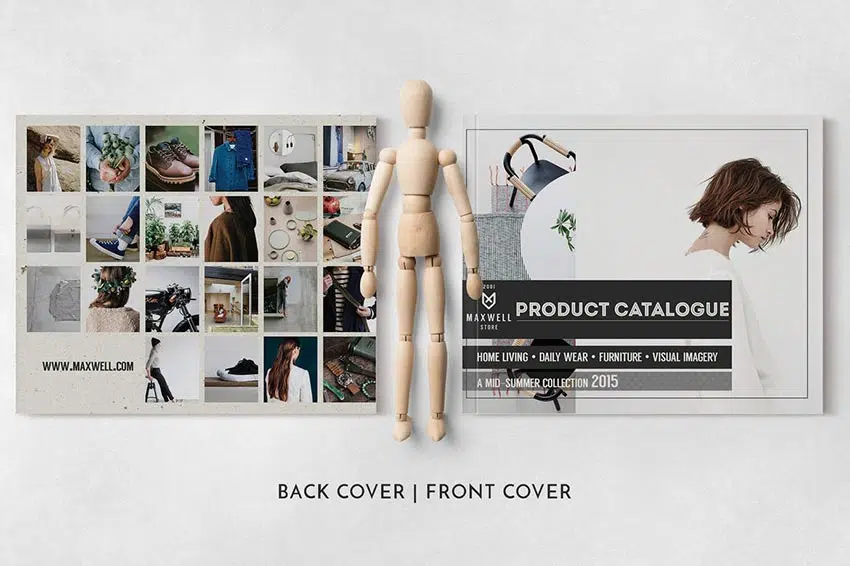 WWW.MAXWELL.COM
2001
MAXWELL
STORE
PRODUCT CATALOGUE
HOME LIVING • DAILY WEAR • FURNITURE • VISUAL IMAGERY
A MID-SUMMER COLLECTION 2015
BACK COVER | FRONT COVER